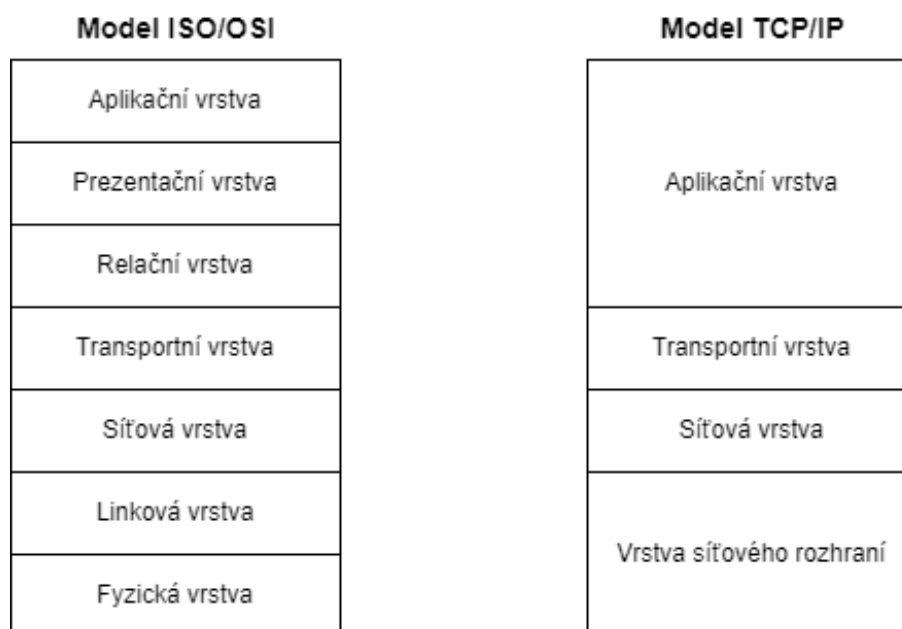 Model ISO/OSI
Aplikační vrstva
Prezentační vrstva
Relační vrstva
Transportní vrstva
Síťová vrstva
Linková vrstva
Fyzická vrstva
Model TCP/IP
Aplikační vrstva
Transportní vrstva
Síťová vrstva
Vrstva síťového rozhraní